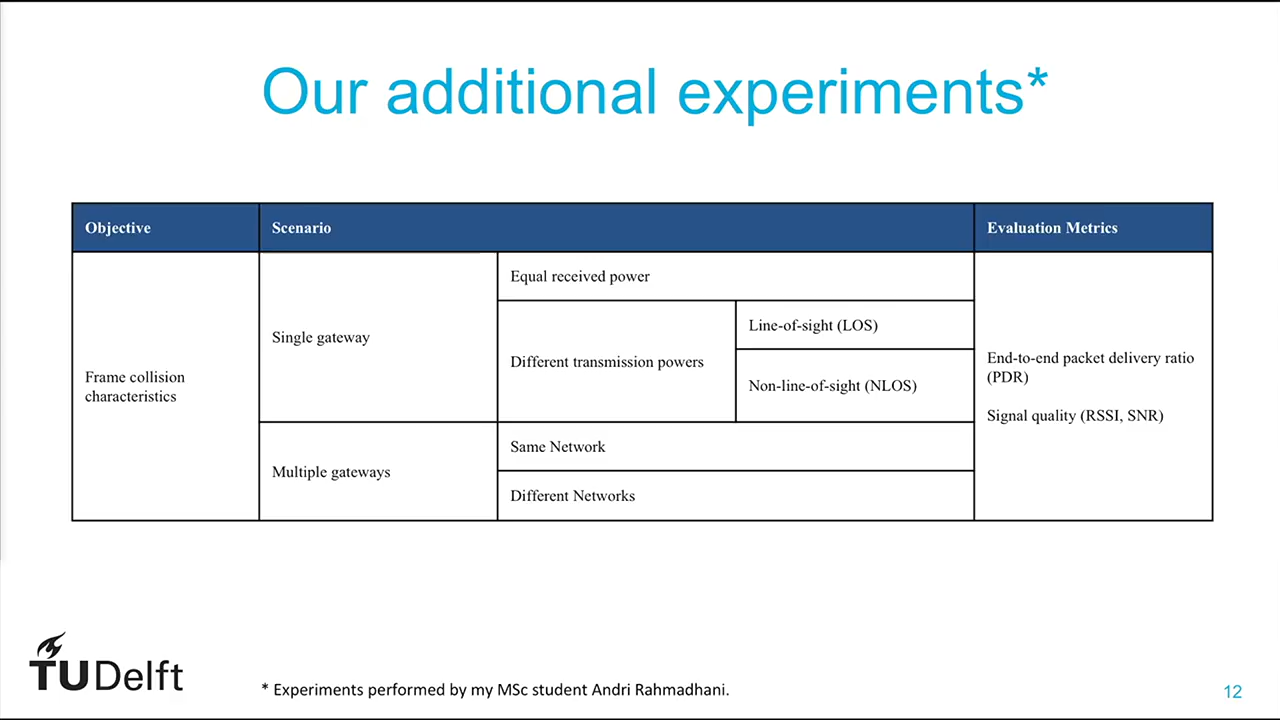 Our additional experiments*
Objective
Scenario
Evaluation Metrics
Frame collision
characteristics
Single gateway
Equal received power
Different transmission powers
Line-of-sight (LOS)
Non-line-of-sight (NLOS)
Multiple gateways
Same Network
Different Networks
End-to-end packet delivery ratio
(PDR)
Signal quality (RSSI, SNR)
TUDelft
* Experiments performed by my MSc student Andri Rahmadhani.
12